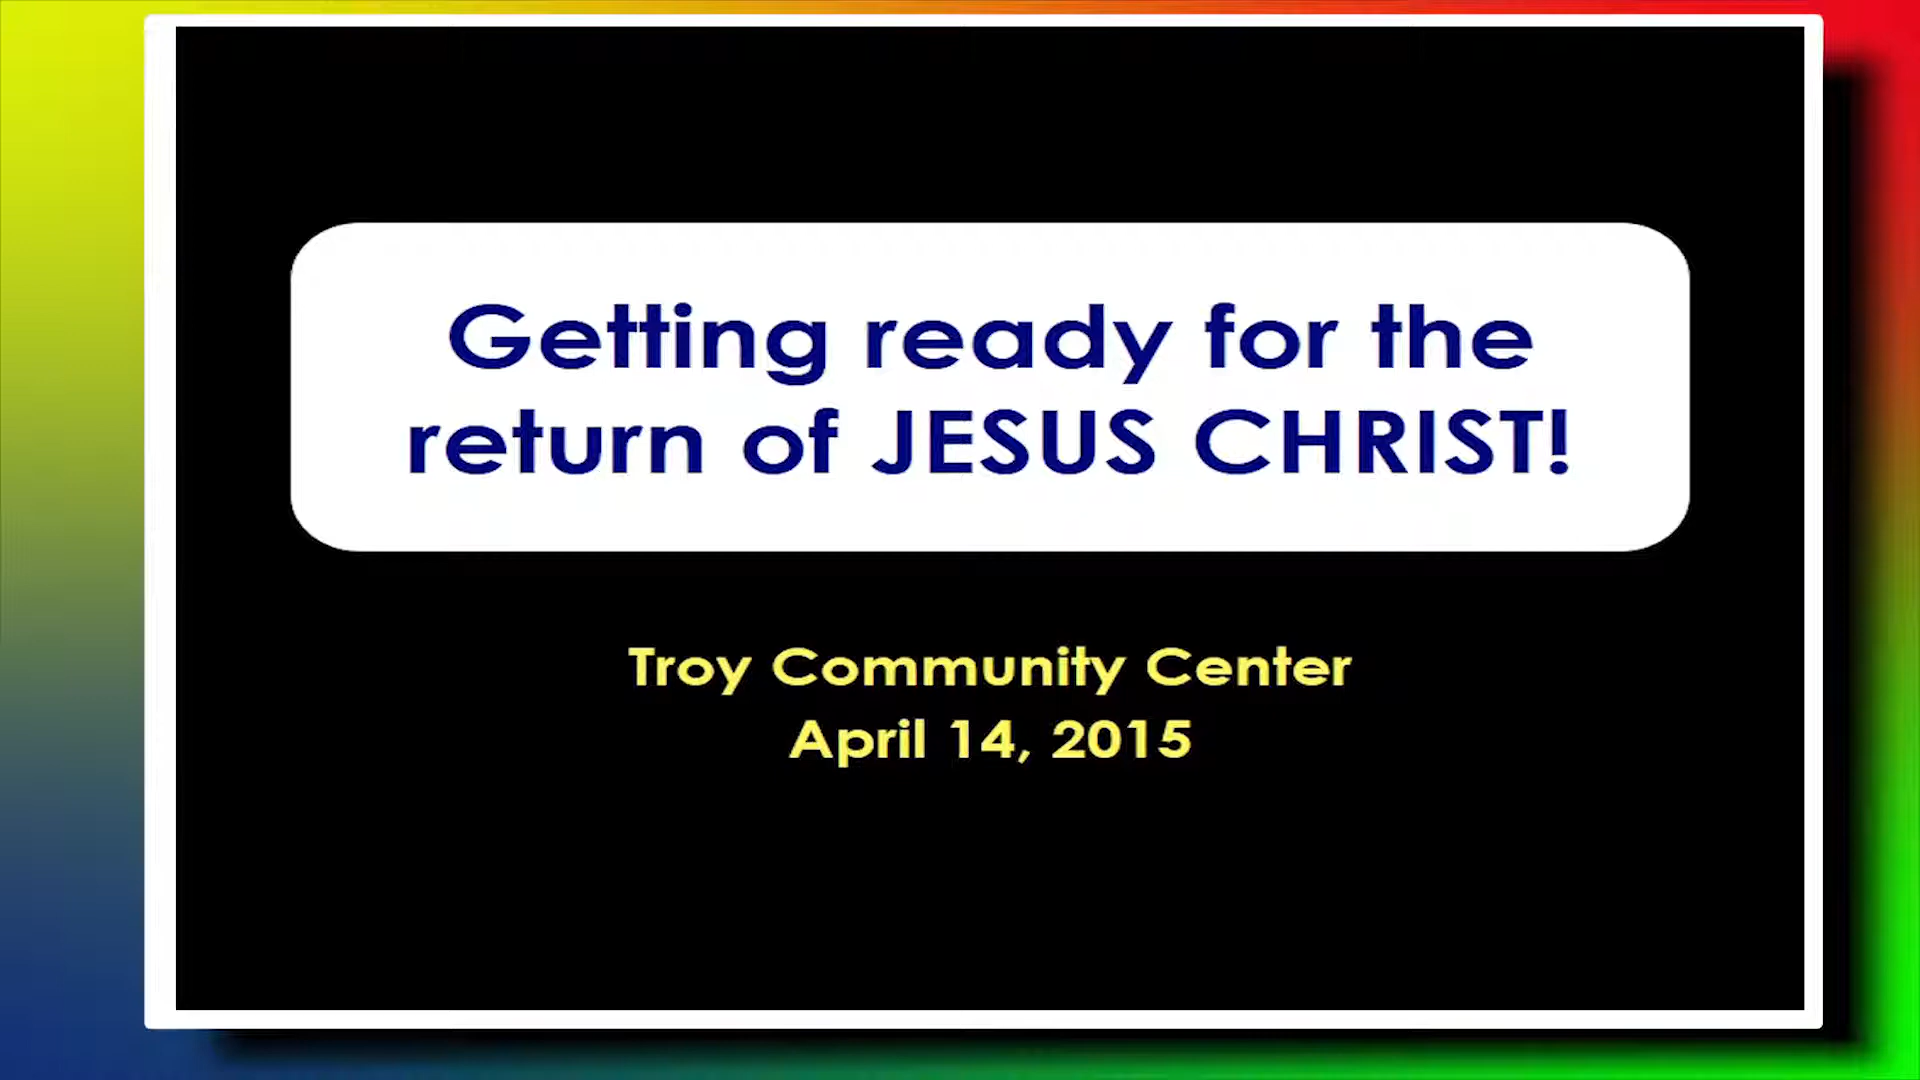 Getting ready for the
return of JESUS CHRIST!
Troy Community Center
April 14, 2015